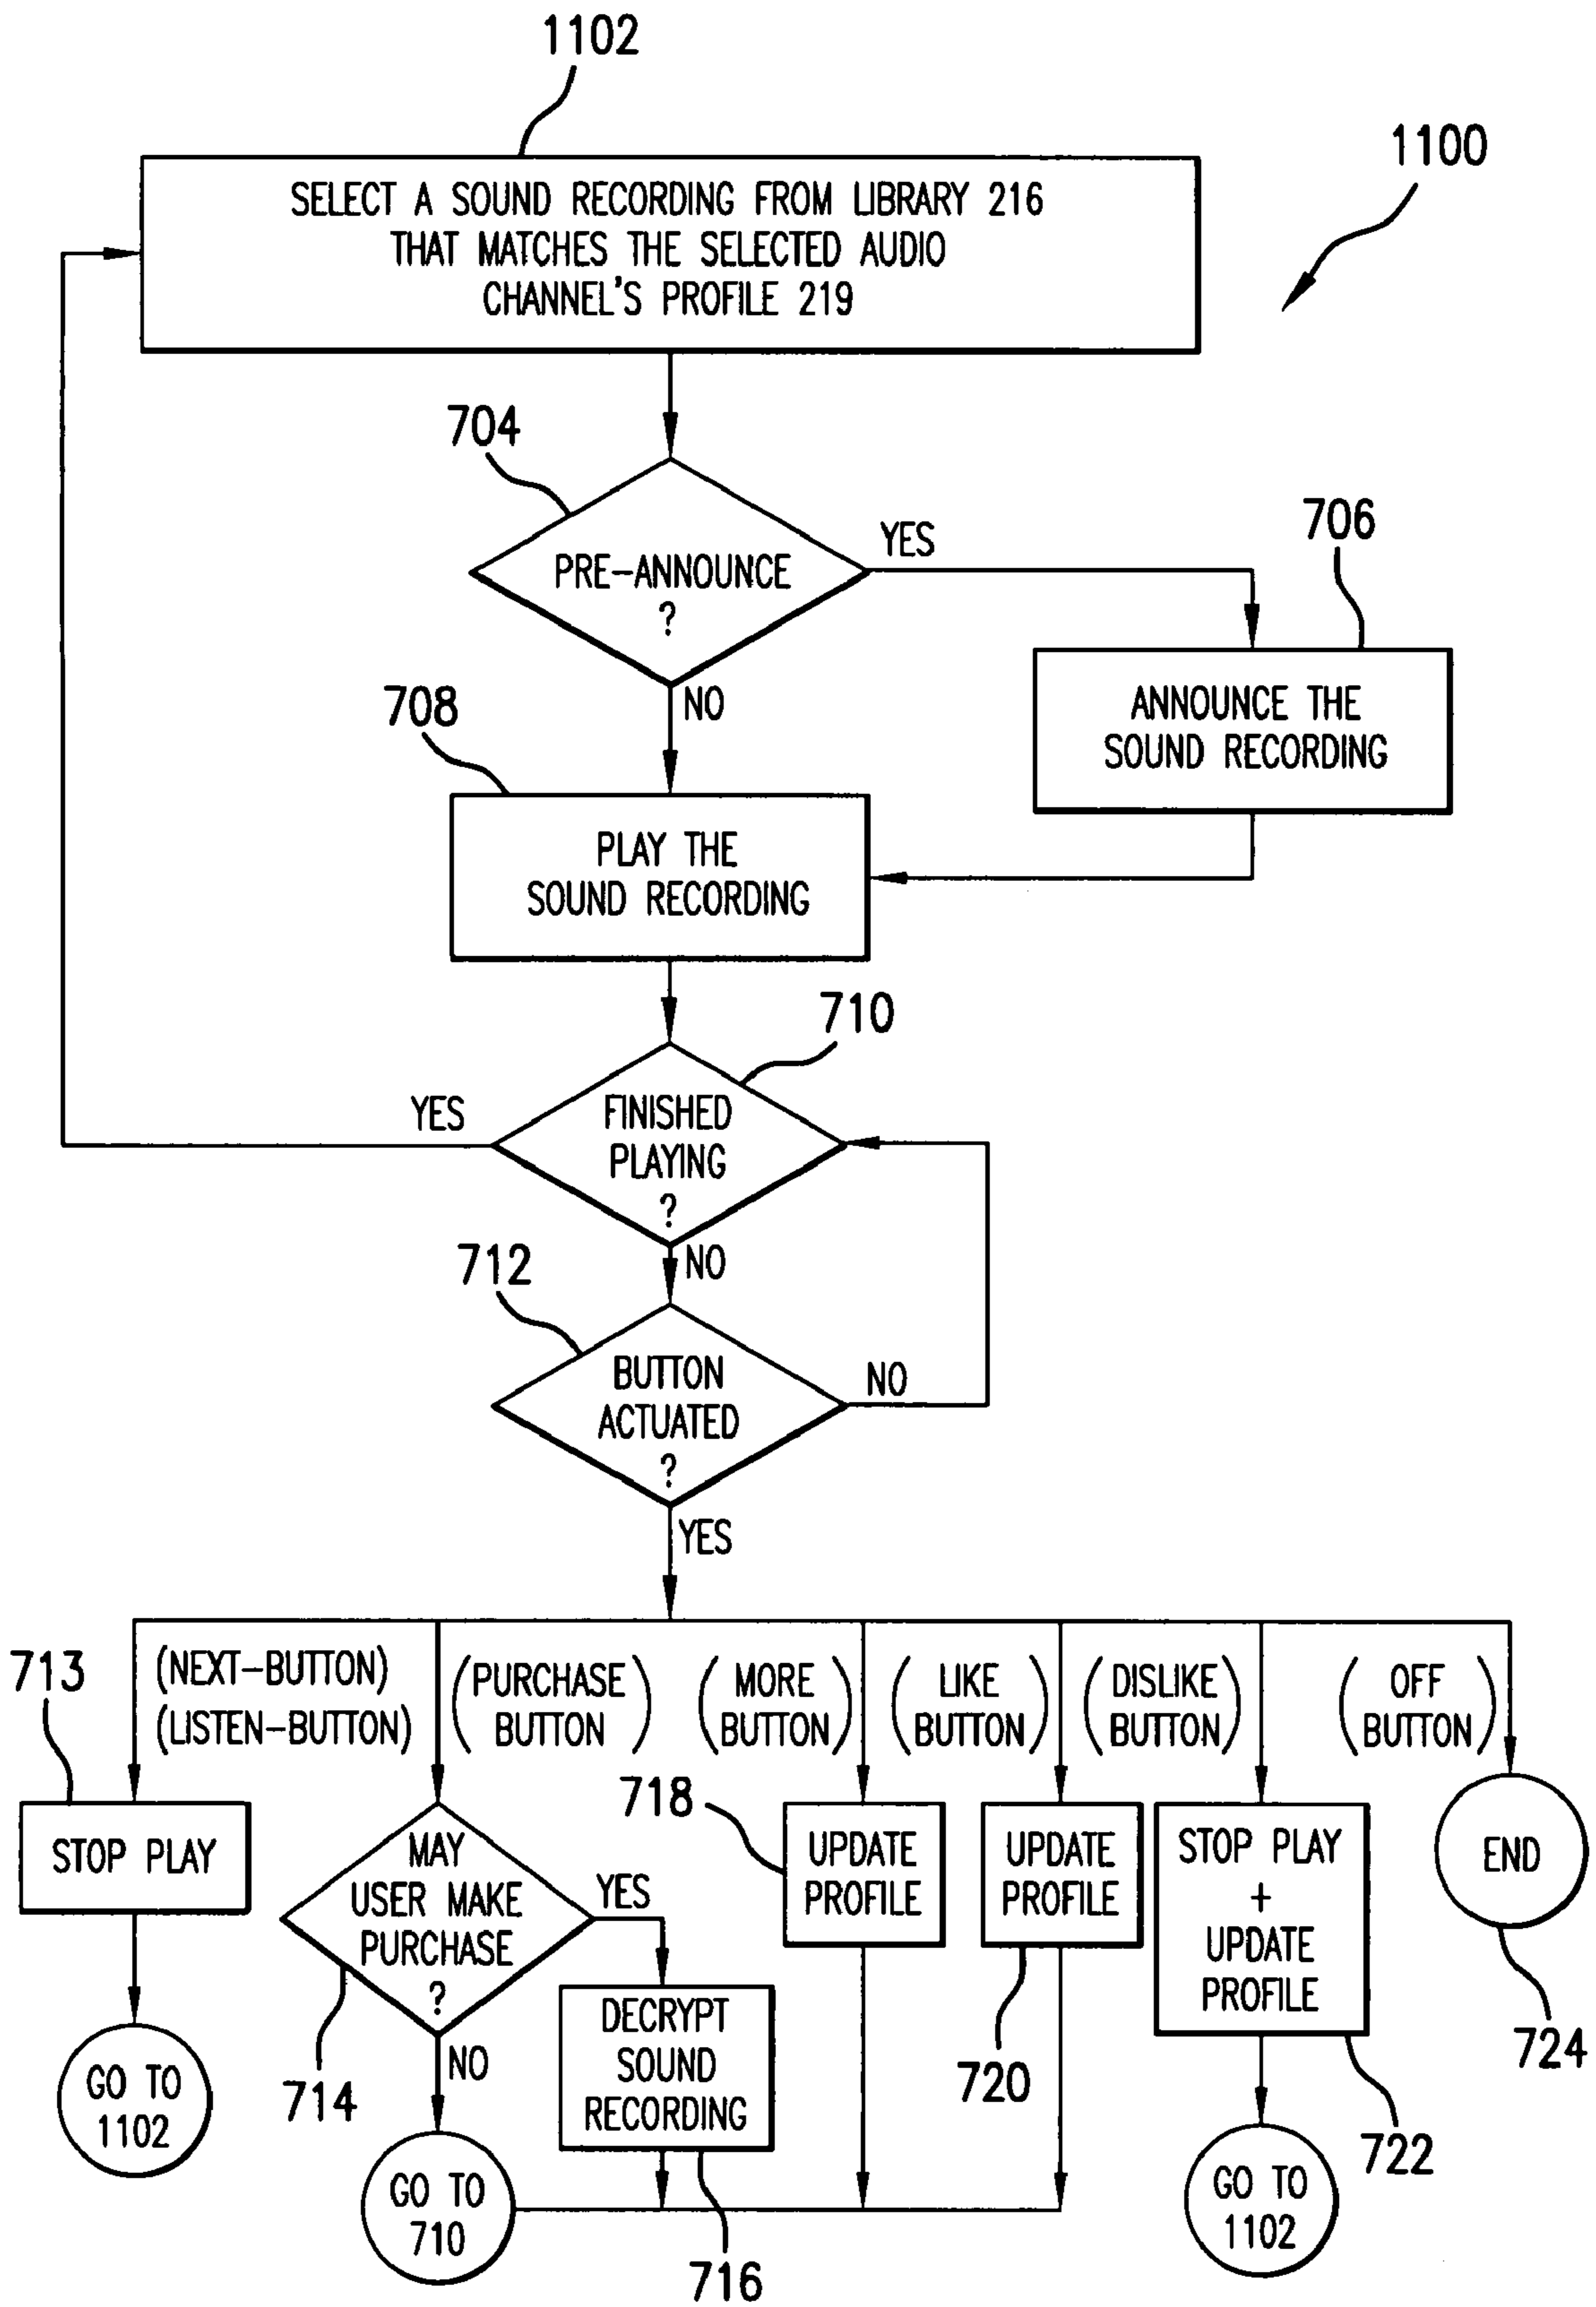 1102
1100
SELECT A SOUND RECORDING FROM LIBRARY 216
THAT MATCHES THE SELECTED AUDIO
CHANNEL'S PROFILE 219
704
PRE-ANNOUNCE
?
YES
NO
706
ANNOUNCE THE
SOUND RECORDING
708
PLAY THE
SOUND RECORDING
710
FINISHED
PLAYING
?
YES
NO
712
BUTTON
ACTUATED
?
NO
YES
713
(NEXT-BUTTON)
(LISTEN-BUTTON)
(PURCHASE
BUTTON)
(MORE
BUTTON)
(LIKE
BUTTON)
(DISLIKE
BUTTON)
(OFF
BUTTON)
STOP PLAY
GO TO
1102
MAY
USER MAKE
PURCHASE
?
YES
NO
714
GO TO
710
DECRYPT
SOUND
RECORDING
716
718
UPDATE
PROFILE
UPDATE
PROFILE
720
STOP PLAY
+
UPDATE
PROFILE
722
GO TO
1102
END
724